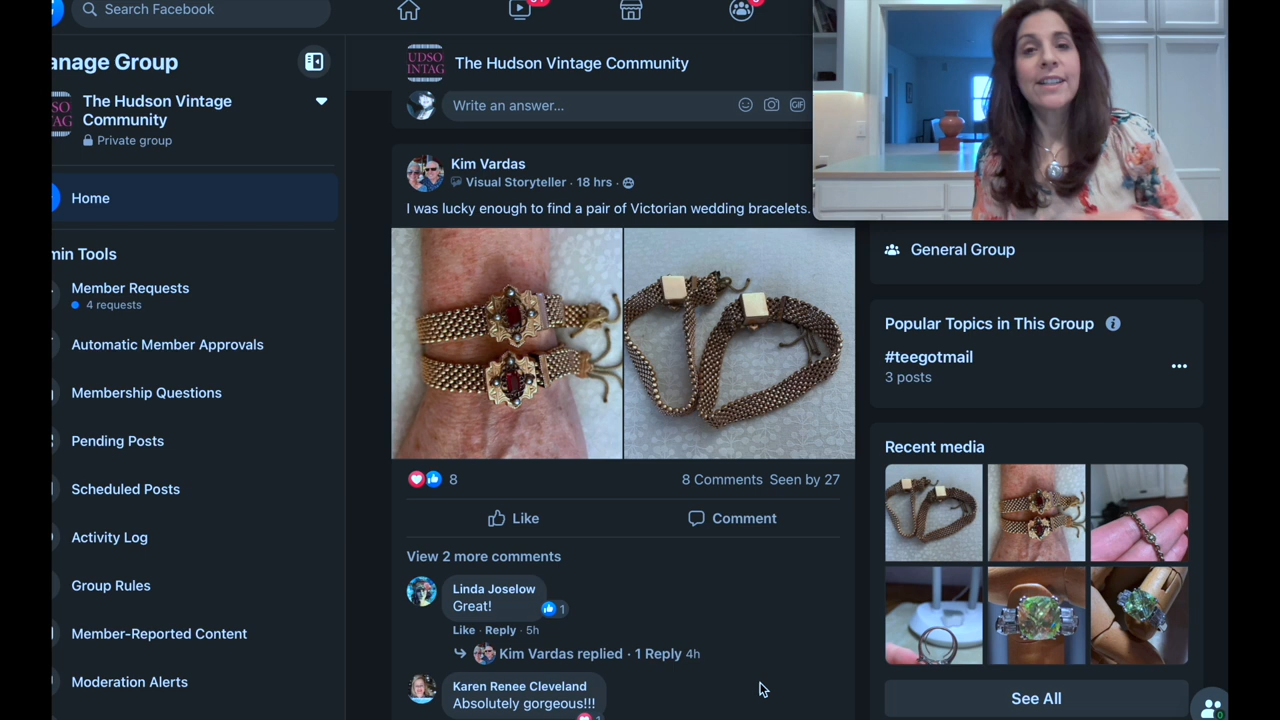 Search Facebook
anage Group
The Hudson Vintage
Community
Private group
Home
min Tools
Member Requests
4 requests
Automatic Member Approvals
Membership Questions
Pending Posts
Scheduled Posts
Activity Log
Group Rules
Member-Reported Content
Moderation Alerts
UDSO
INTAG
The Hudson Vintage Community
Write an answer...
GIF
Kim Vardas
Visual Storyteller · 18 hrs ·
I was lucky enough to find a pair of Victorian wedding bracelets.
8
8 Comments Seen by 27
Like
Comment
View 2 more comments
Linda Joselow
Great!
1
Like · Reply · 5h
Kim Vardas replied · 1 Reply 4h
Karen Renee Cleveland
Absolutely gorgeous!!!
General Group
Popular Topics in This Group
#teegotmail
3 posts
Recent media
See All